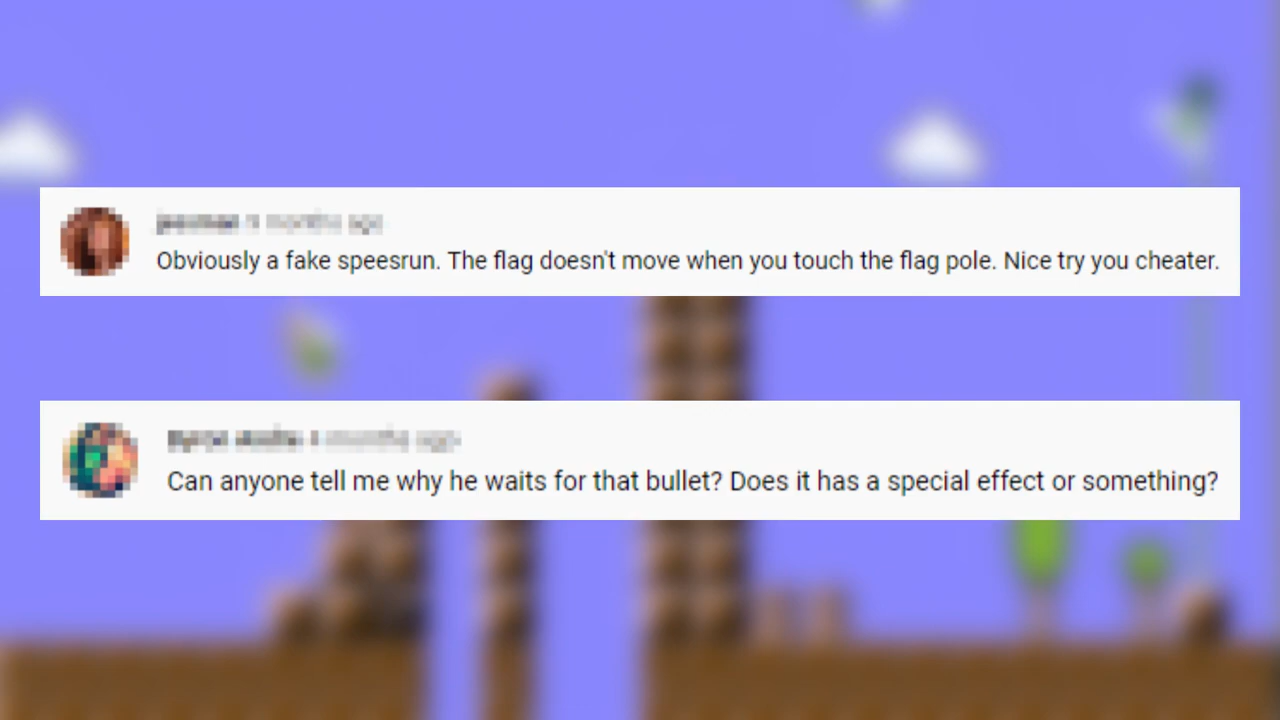 Obviously a fake speesrun. The flag doesn't move when you touch the flag pole. Nice try you cheater.
Can anyone tell me why he waits for that bullet? Does it has a special effect or something?